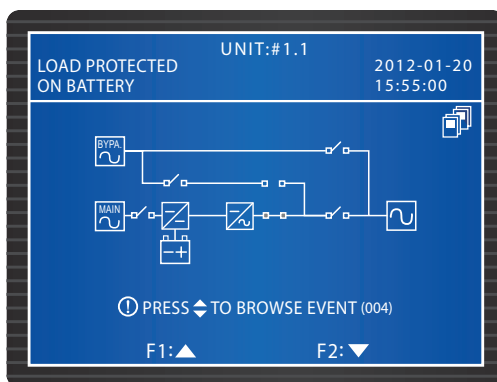 UNIT:#1.1
LOAD PROTECTED 2012-01-20
ON BATTERY 15:55:00
BYPA.
MAIN
PRESS TO BROWSE EVENT (004)
F1: F2: